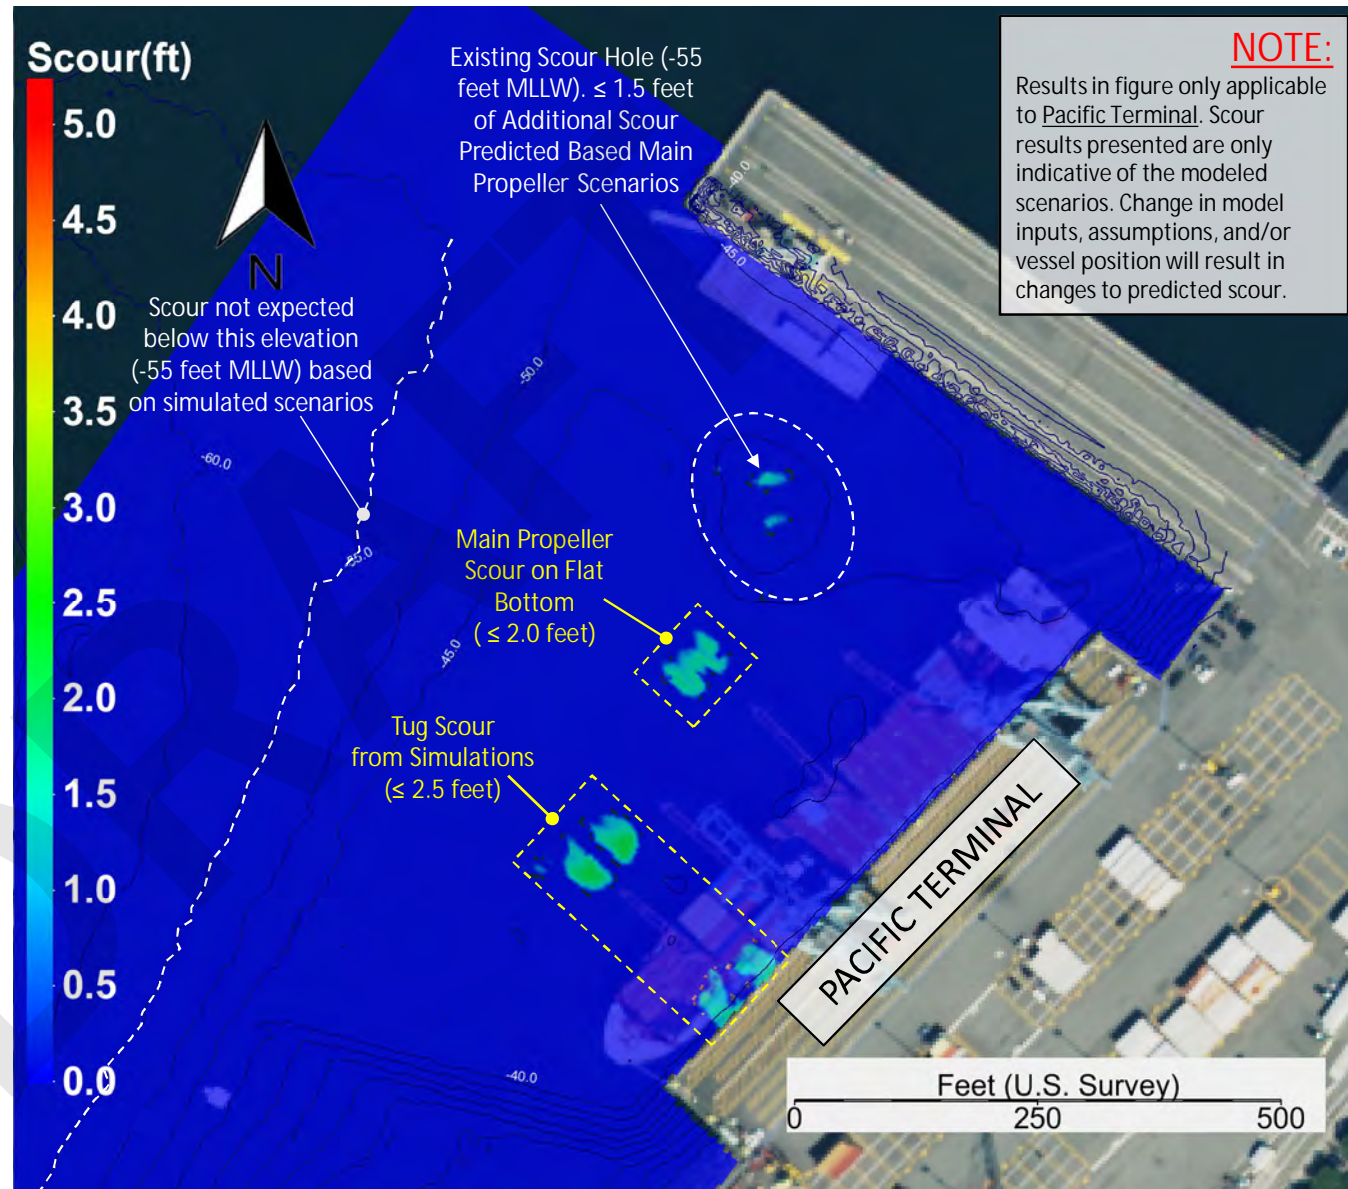 Scour(ft)
5.0
4.5
4.0
3.5
3.0
2.5
2.0
1.5
1.0
0.5
0.0
N
Existing Scour Hole (-55
feet MLLW). ≤ 1.5 feet
of Additional Scour
Predicted Based Main
Propeller Scenarios
NOTE:
Results in figure only applicable
to Pacific Terminal. Scour
results presented are only
indicative of the modeled
scenarios. Change in model
inputs, assumptions, and/or
vessel position will result in
changes to predicted scour.
Scour not expected
below this elevation
(-55 feet MLLW) based
on simulated scenarios
-40.0
-45.0
-50.0
-60.0
-55.0
-45.0
Main Propeller
Scour on Flat
Bottom
( ≤ 2.0 feet)
Tug Scour
from Simulations
(≤ 2.5 feet)
PACIFIC TERMINAL
-40.0
Feet (U.S. Survey)
0 250 500
DRAFT